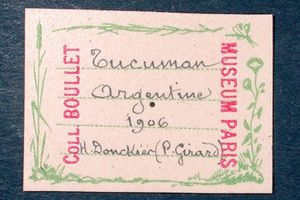 Coll. BOULLET
Tucuman
Argentine
1906
H. Donckier (P. Girard)
MUSEUM PARIS